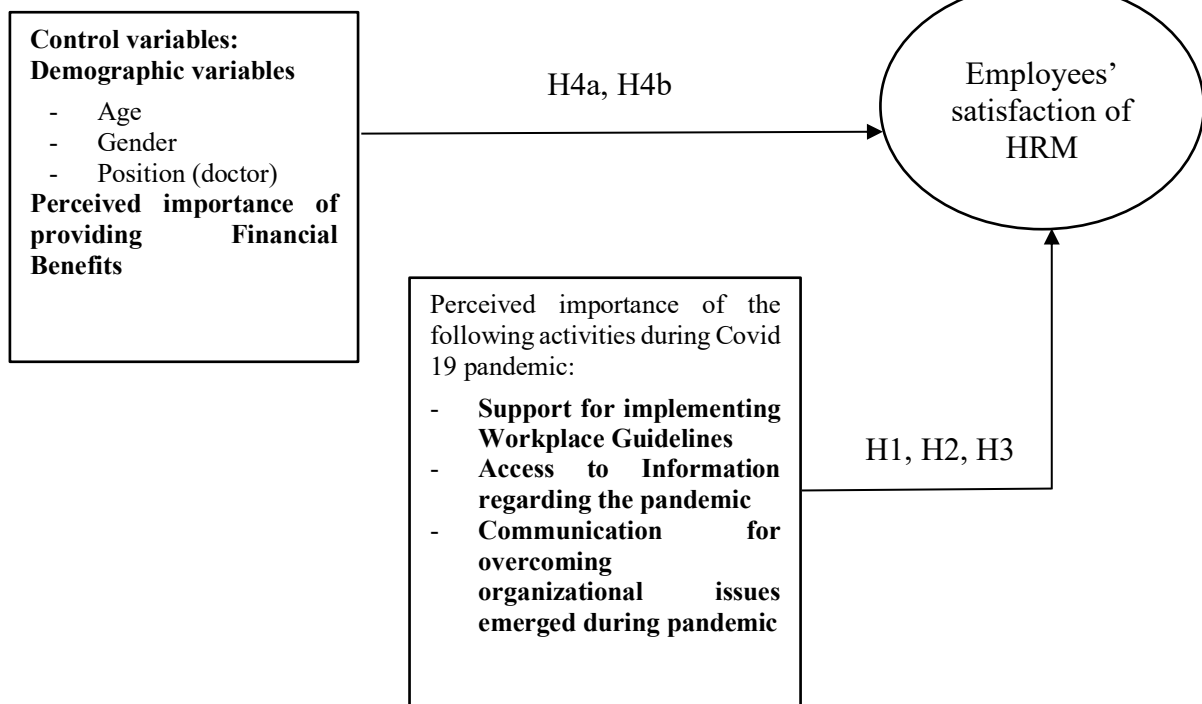 Control variables:
Demographic variables
- Age
- Gender
- Position (doctor)
Perceived importance of
providing Financial
Benefits
H4a, H4b
Employees’
satisfaction of
HRM
Perceived importance of the
following activities during Covid
19 pandemic:
- Support for implementing
Workplace Guidelines
- Access to Information
regarding the pandemic
- Communication for
overcoming
organizational issues
emerged during pandemic
H1, H2, H3